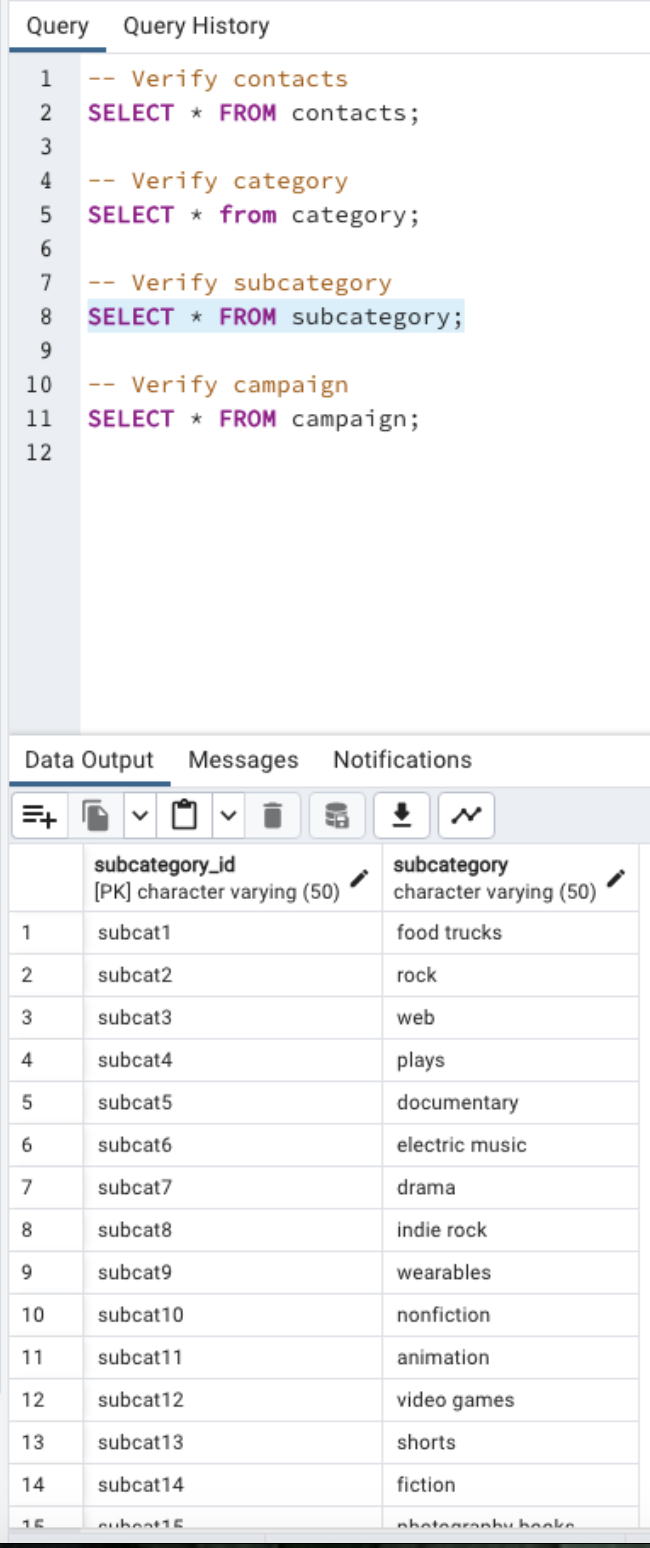 Query Query History
1 -- Verify contacts
2 SELECT * FROM contacts;
3
4 -- Verify category
5 SELECT * from category;
6
7 -- Verify subcategory
8 SELECT * FROM subcategory;
9
10 -- Verify campaign
11 SELECT * FROM campaign;
12
Data Output Messages Notifications
subcategory_id subcategory
[PK] character varying (50) character varying (50)
1 subcat1 food trucks
2 subcat2 rock
3 subcat3 web
4 subcat4 plays
5 subcat5 documentary
6 subcat6 electric music
7 subcat7 drama
8 subcat8 indie rock
9 subcat9 wearables
10 subcat10 nonfiction
11 subcat11 animation
12 subcat12 video games
13 subcat13 shorts
14 subcat14 fiction
15 subcat15 photography books